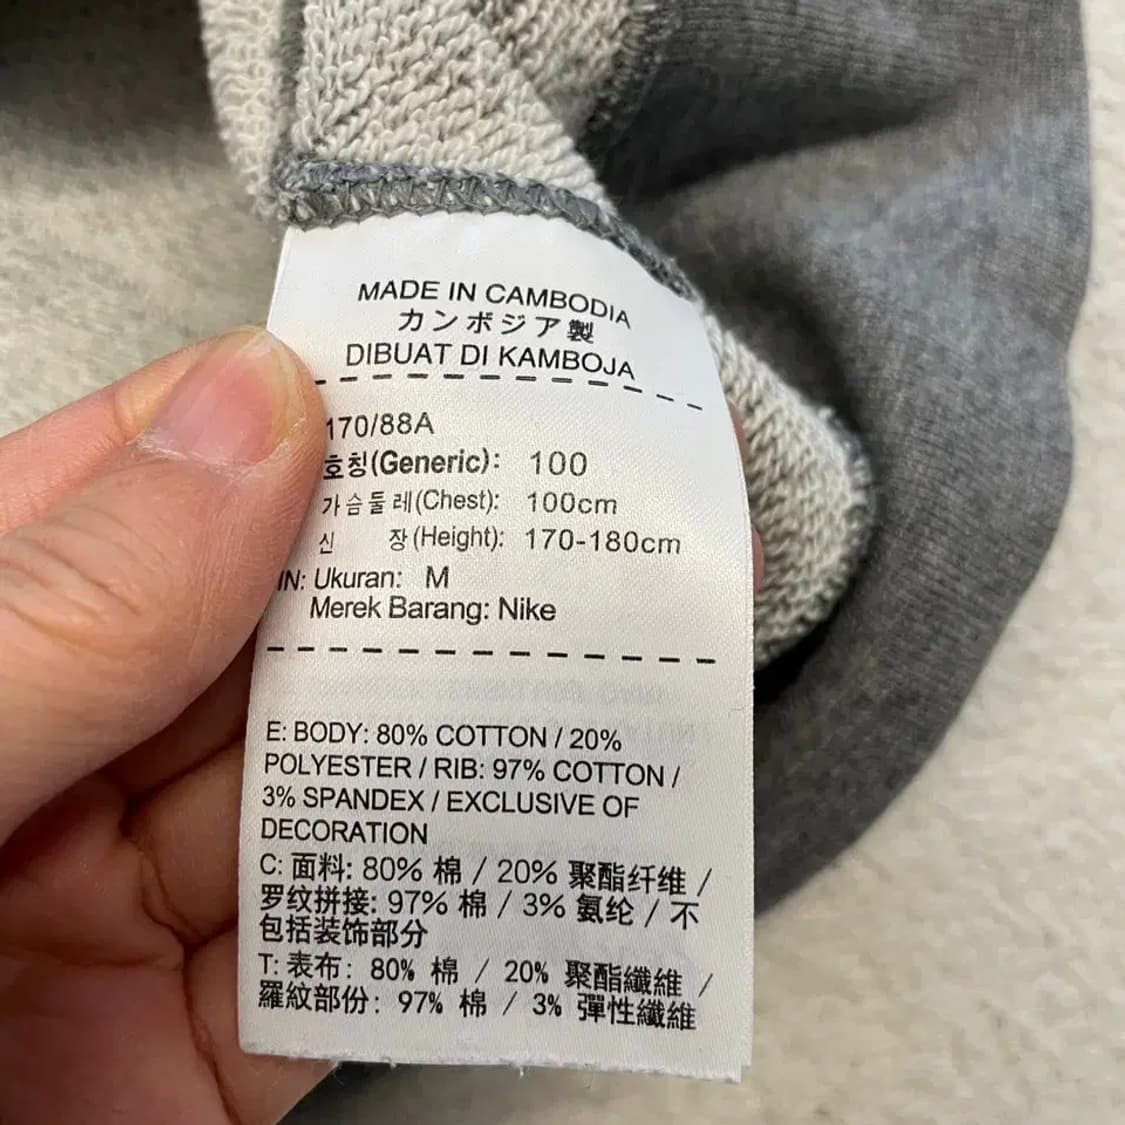 MADE IN CAMBODIA
カンボジア製
DIBUAT DI KAMBOJA
170/88A
호칭(Generic): 100
가슴둘레(Chest): 100cm
신 장(Height): 170-180cm
IN: Ukuran: M
Merek Barang: Nike
E: BODY: 80% COTTON / 20%
POLYESTER / RIB: 97% COTTON /
3% SPANDEX / EXCLUSIVE OF
DECORATION
C: 面料: 80% 棉 / 20% 聚酯纤维 /
罗纹拼接: 97% 棉 / 3% 氨纶 / 不
包括装饰部分
T: 表布: 80% 棉 / 20% 聚酯纖維 /
羅紋部份: 97% 棉 / 3% 彈性纖維